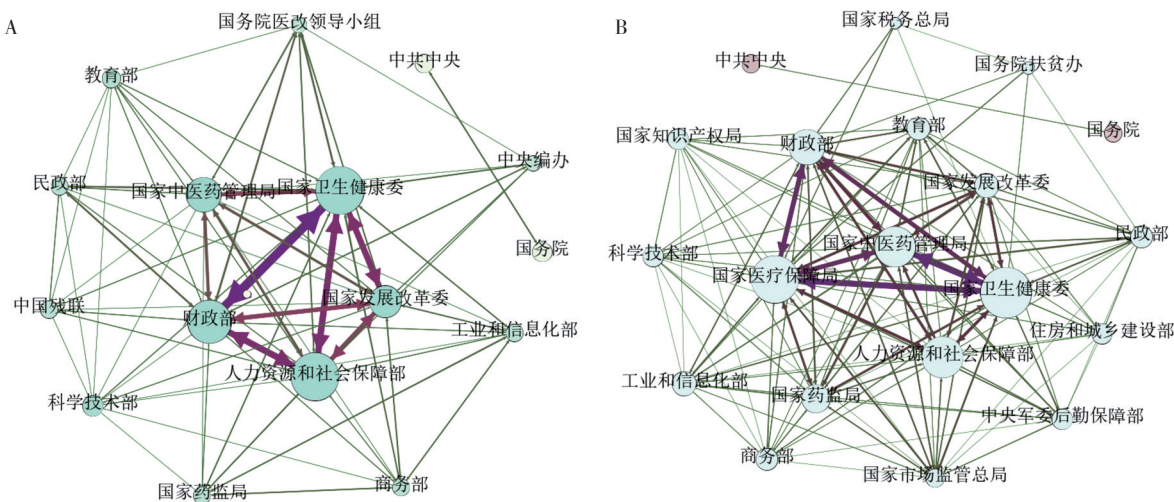 A
国务院医改领导小组
中共中央
教育部
中央编办
民政部
国家中医药管理局
国家卫生健康委
国务院
中国残联
财政部
国家发展改革委
工业和信息化部
人力资源和社会保障部
科学技术部
国家药监局
商务部
B
国家税务总局
中共中央
国务院扶贫办
国家知识产权局
财政部
教育部
国务院
国家发展改革委
科学技术部
国家中医药管理局
民政部
国家医疗保障局
国家卫生健康委
住房和城乡建设部
人力资源和社会保障部
工业和信息化部
国家药监局
中央军委后勤保障部
商务部
国家市场监管总局